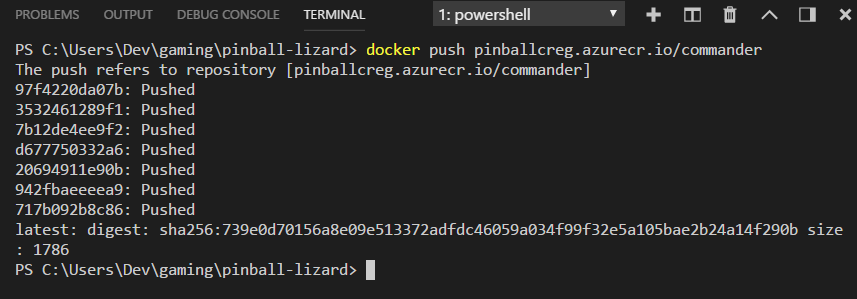 PROBLEMS OUTPUT DEBUG CONSOLE TERMINAL 1: powershell
PS C:\Users\Dev\gaming\pinball-lizard> docker push pinballcreg.azurecr.io/commander
The push refers to repository [pinballcreg.azurecr.io/commander]
97f4220da07b: Pushed
3532461289f1: Pushed
7b12de4ee9f2: Pushed
d677750332a6: Pushed
20694911e90b: Pushed
942fbaeeeea9: Pushed
717b092b8c86: Pushed
latest: digest: sha256:739e0d70156a8e09e513372adfdc46059a034f99f32e5a105bae2b24a14f290b size
: 1786
PS C:\Users\Dev\gaming\pinball-lizard>